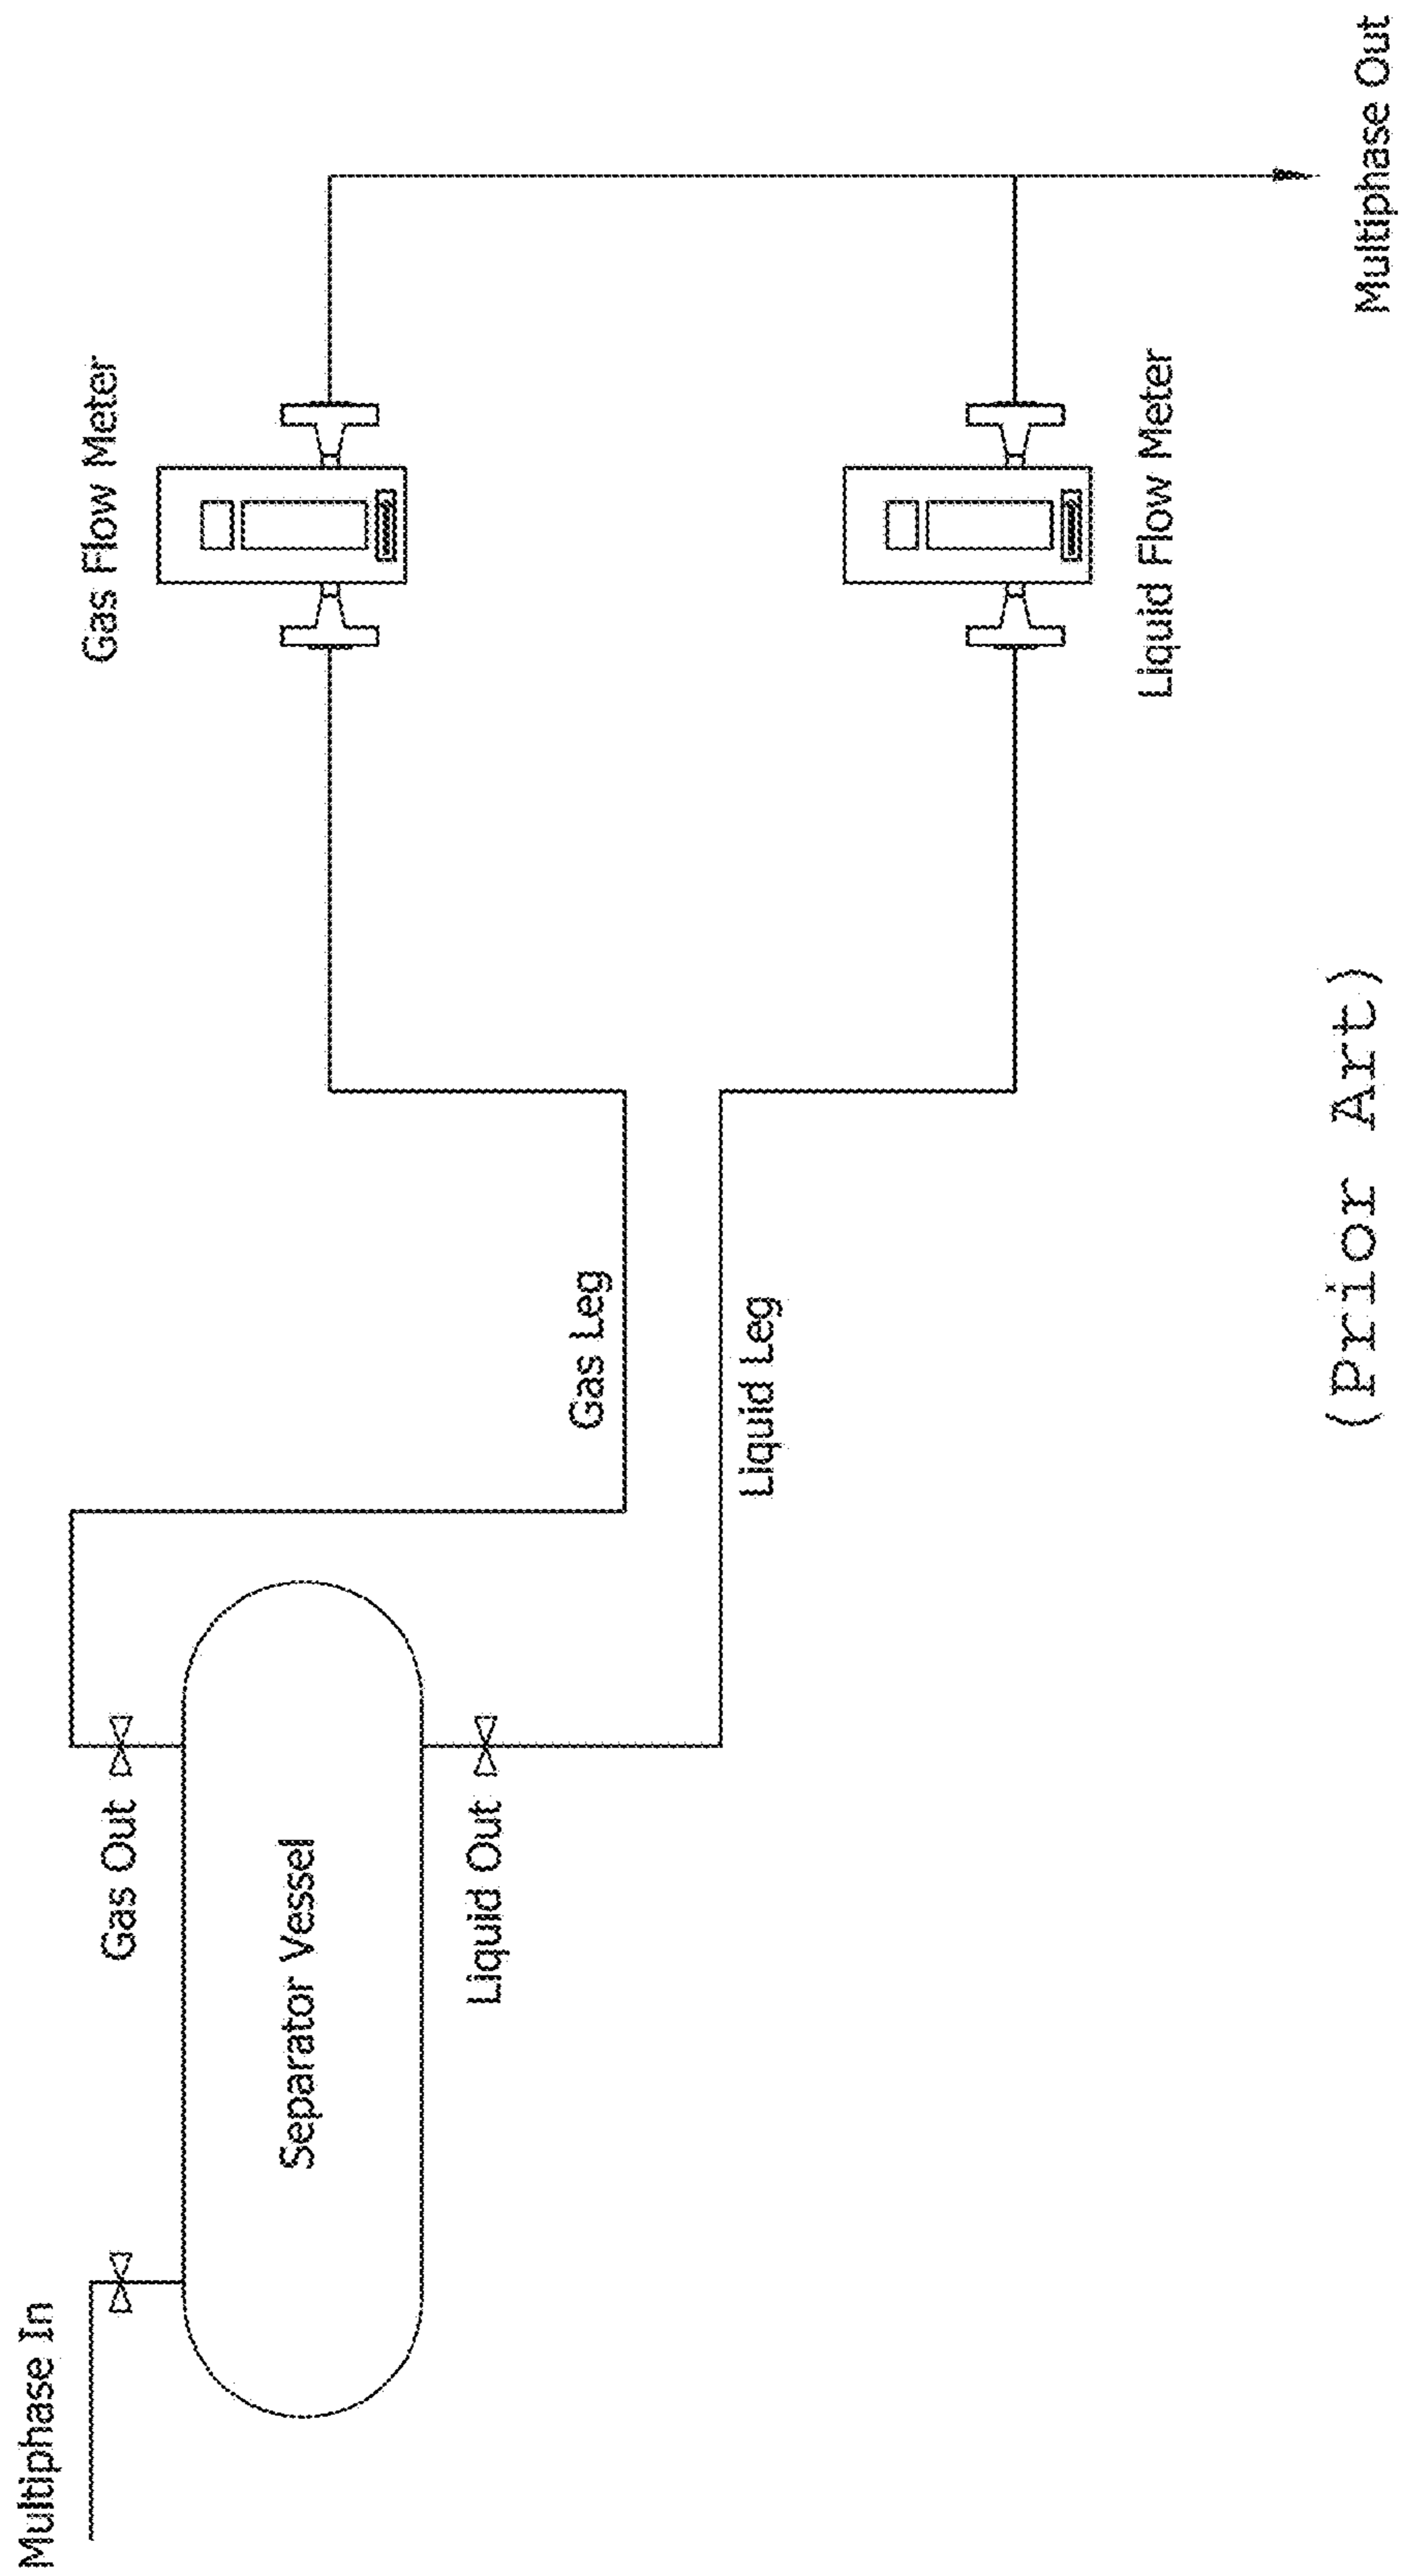 Multiphase In
Gas Out
Gas Flow Meter
Separator Vessel
Liquid Out
Gas Leg
Liquid Leg
Liquid Flow Meter
Multiphase Out
(Prior Art)